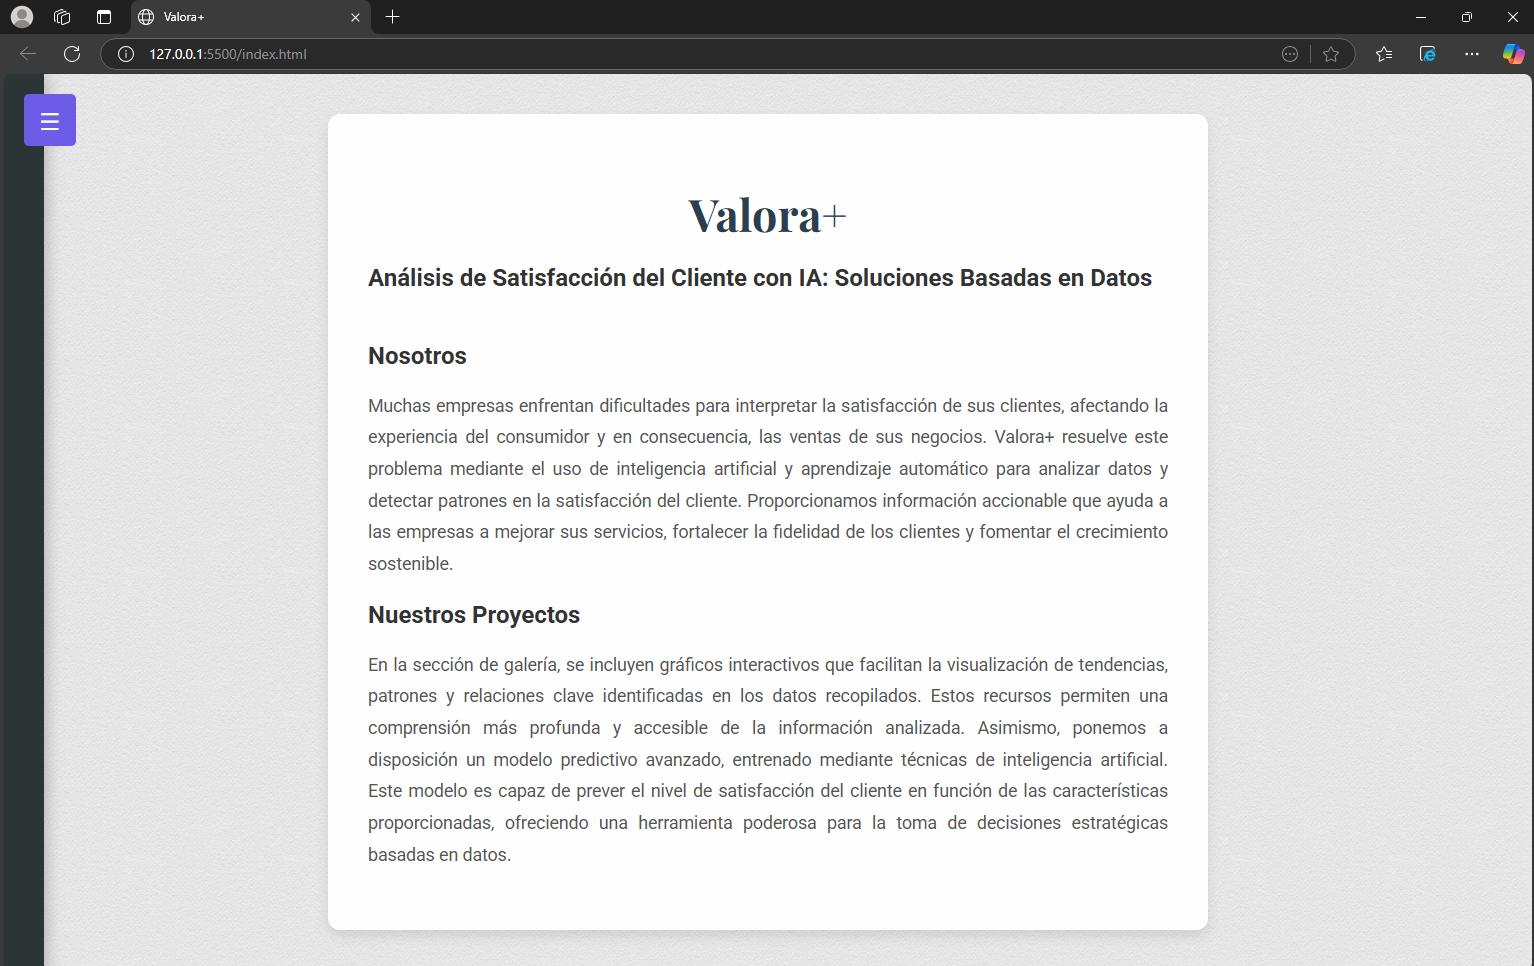 Valora+
127.0.0.1:5500/index.html
Valora+
Análisis de Satisfacción del Cliente con IA: Soluciones Basadas en Datos
Nosotros
Muchas empresas enfrentan dificultades para interpretar la satisfacción de sus clientes, afectando la
experiencia del consumidor y en consecuencia, las ventas de sus negocios. Valora+ resuelve este
problema mediante el uso de inteligencia artificial y aprendizaje automático para analizar datos y
detectar patrones en la satisfacción del cliente. Proporcionamos información accionable que ayuda a
las empresas a mejorar sus servicios, fortalecer la fidelidad de los clientes y fomentar el crecimiento
sostenible.
Nuestros Proyectos
En la sección de galería, se incluyen gráficos interactivos que facilitan la visualización de tendencias,
patrones y relaciones clave identificadas en los datos recopilados. Estos recursos permiten una
comprensión más profunda y accesible de la información analizada. Asimismo, ponemos a
disposición un modelo predictivo avanzado, entrenado mediante técnicas de inteligencia artificial.
Este modelo es capaz de prever el nivel de satisfacción del cliente en función de las características
proporcionadas, ofreciendo una herramienta poderosa para la toma de decisiones estratégicas
basadas en datos.